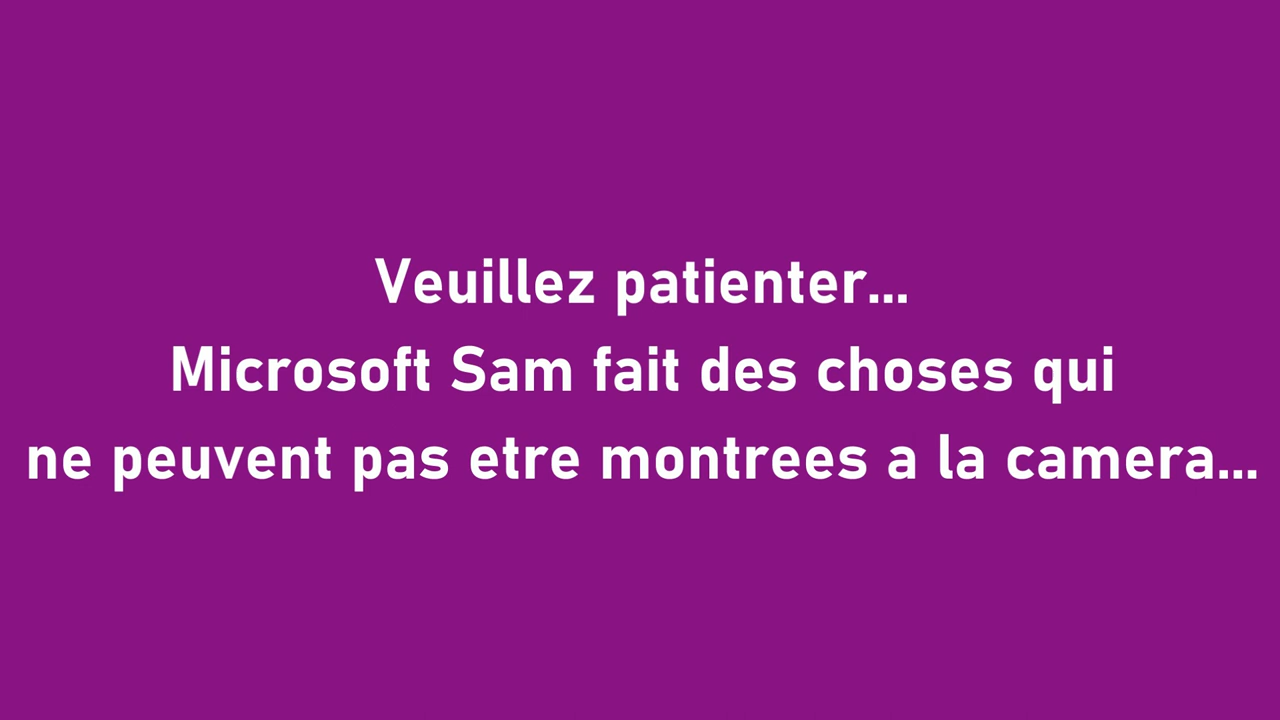 Veuillez patienter...
Microsoft Sam fait des choses qui
ne peuvent pas etre montrees a la camera...